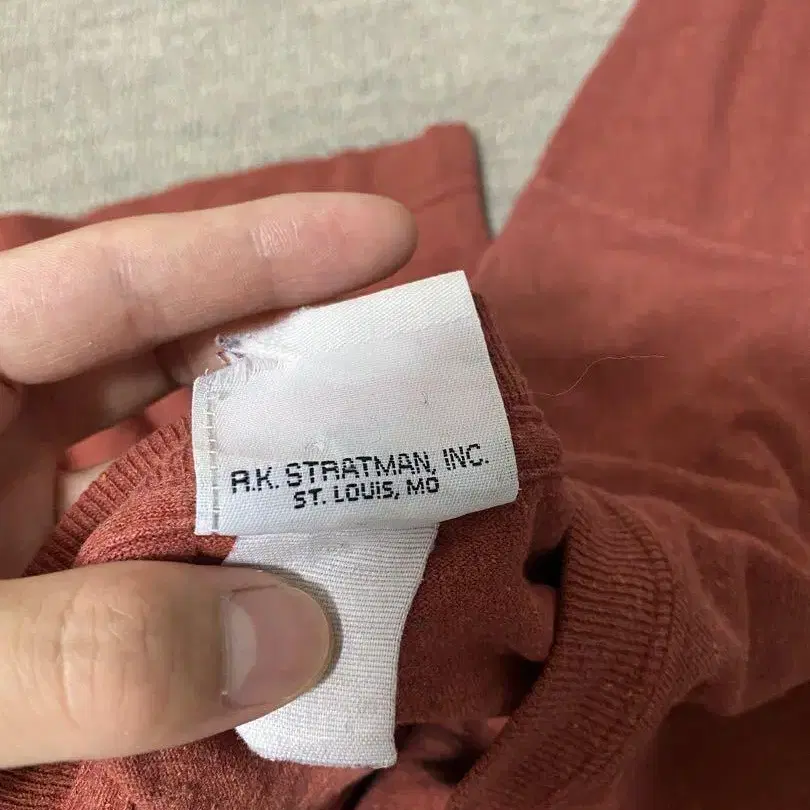 R.K. STRATMAN, INC.
ST. LOUIS, MO